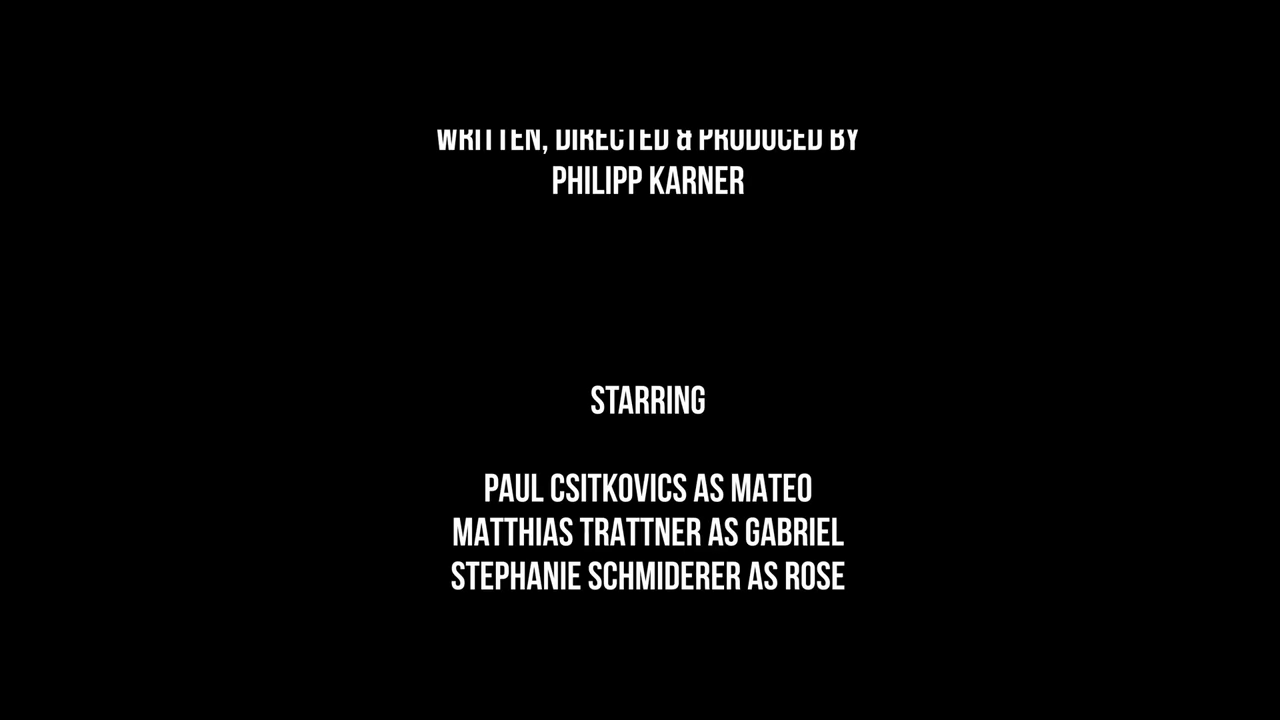 WRITTEN, DIRECTED & PRODUCED BY
PHILIPP KARNER
STARRING
PAUL CSITKOVICS AS MATEO
MATTHIAS TRATTNER AS GABRIEL
STEPHANIE SCHMIDERER AS ROSE